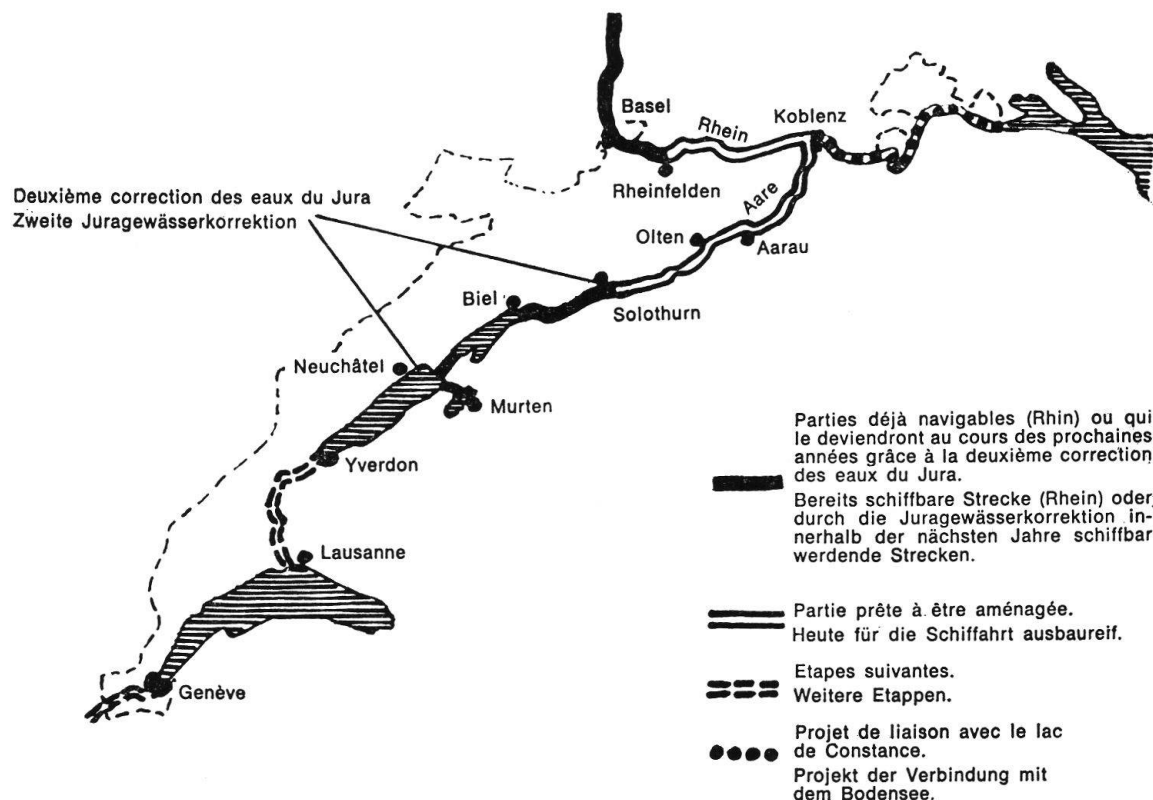 Basel
Rhein
Koblenz
Rheinfelden
Deuxième correction des eaux du Jura
Zweite Juragewässerkorrektion
Aare
Olten
Aarau
Biel
Solothurn
Neuchâtel
Murten
Yverdon
Lausanne
Genève
Parties déjà navigables (Rhin) ou qui
le deviendront au cours des prochaines
années grâce à la deuxième correction
des eaux du Jura.
Bereits schiffbare Strecke (Rhein) oder
durch die Juragewässerkorrektion in-
nerhalb der nächsten Jahre schiffbar
werdende Strecken.
Partie prête à être aménagée.
Heute für die Schiffahrt ausbaureif.
Etapes suivantes.
Weitere Etappen.
Projet de liaison avec le lac
de Constance.
Projekt der Verbindung mit
dem Bodensee.